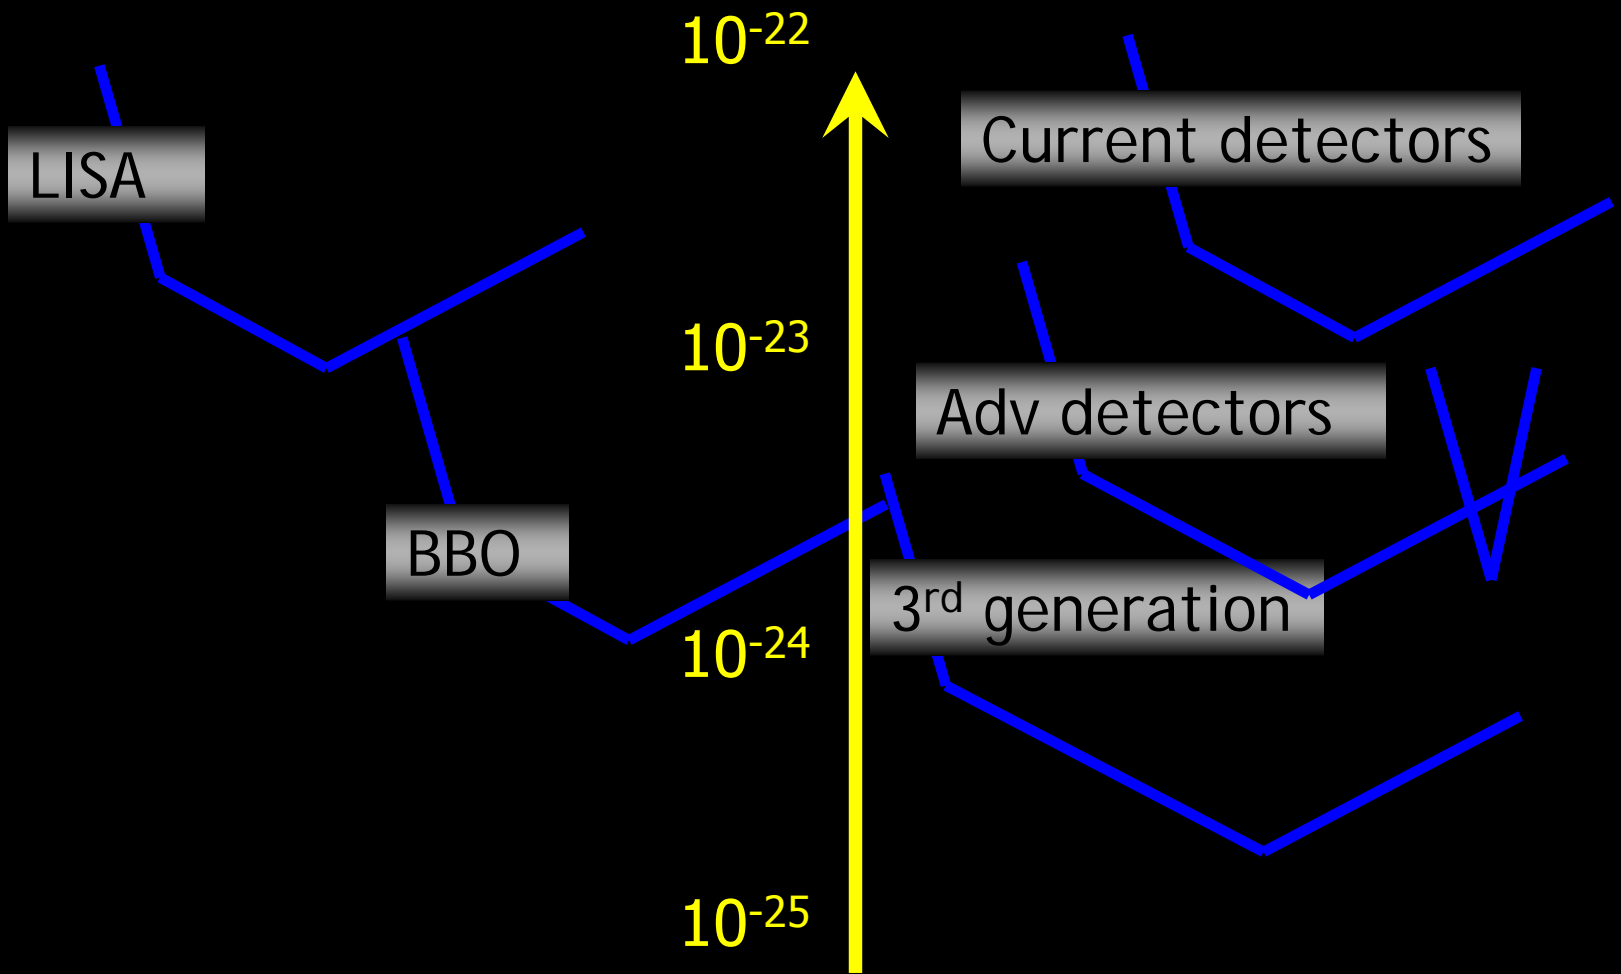 10⁻²²
Current detectors
LISA
10⁻²³
Adv detectors
BBO
3ʳᵈ generation
10⁻²⁴
10⁻²⁵